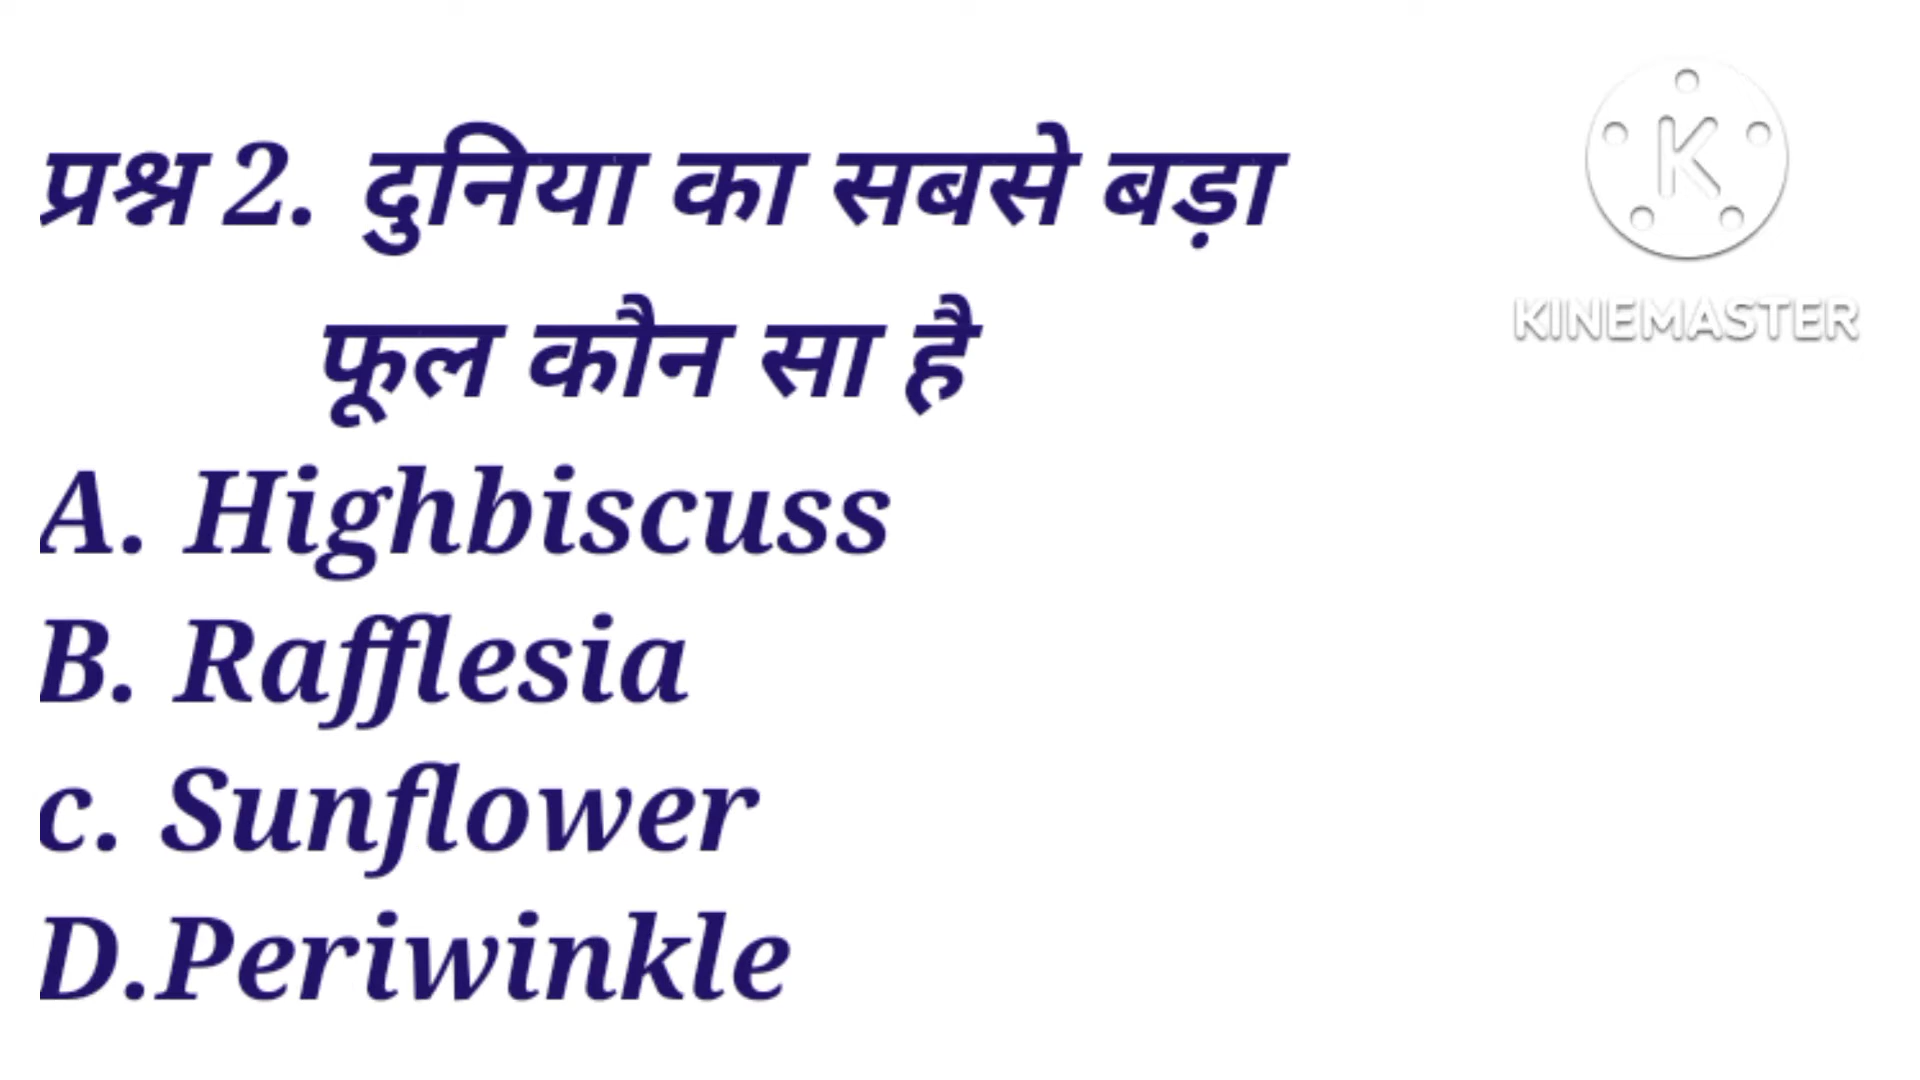 प्रश्न 2. दुनिया का सबसे बड़ा
फूल कौन सा है
A. Highbiscuss
B. Rafflesia
c. Sunflower
D.Periwinkle
K
KINEMASTER